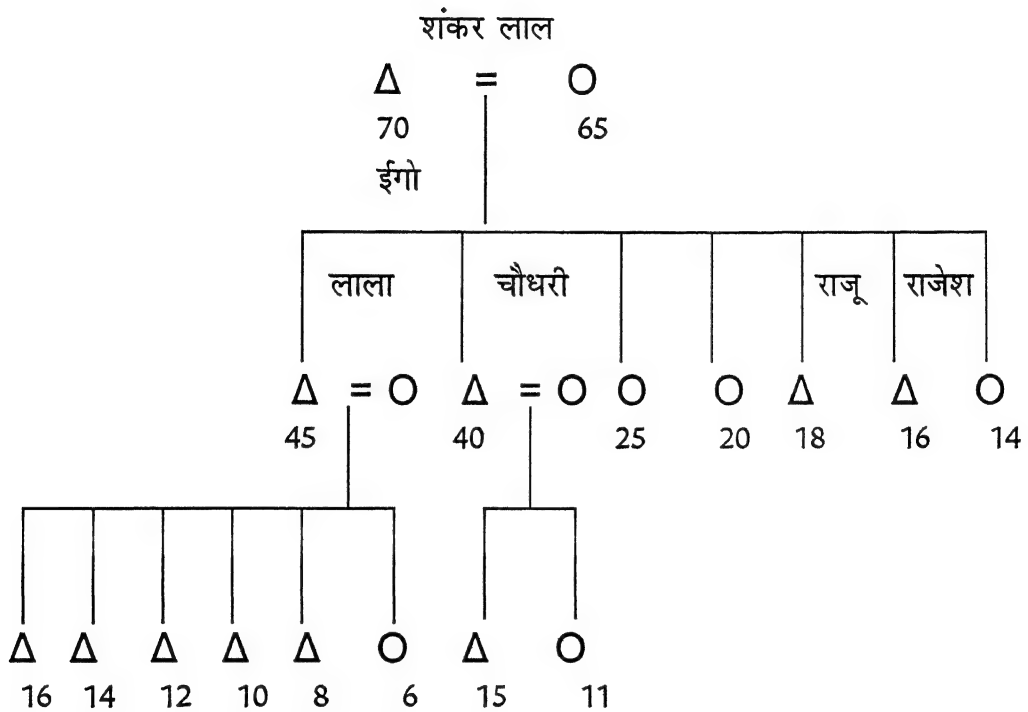 शंकर लाल
Δ = O
70 65
ईगो
लाला चौधरी राजू राजेश
Δ = O Δ = O O O Δ Δ O
45 40 25 20 18 16 14
Δ Δ Δ Δ Δ O Δ O
16 14 12 10 8 6 15 11